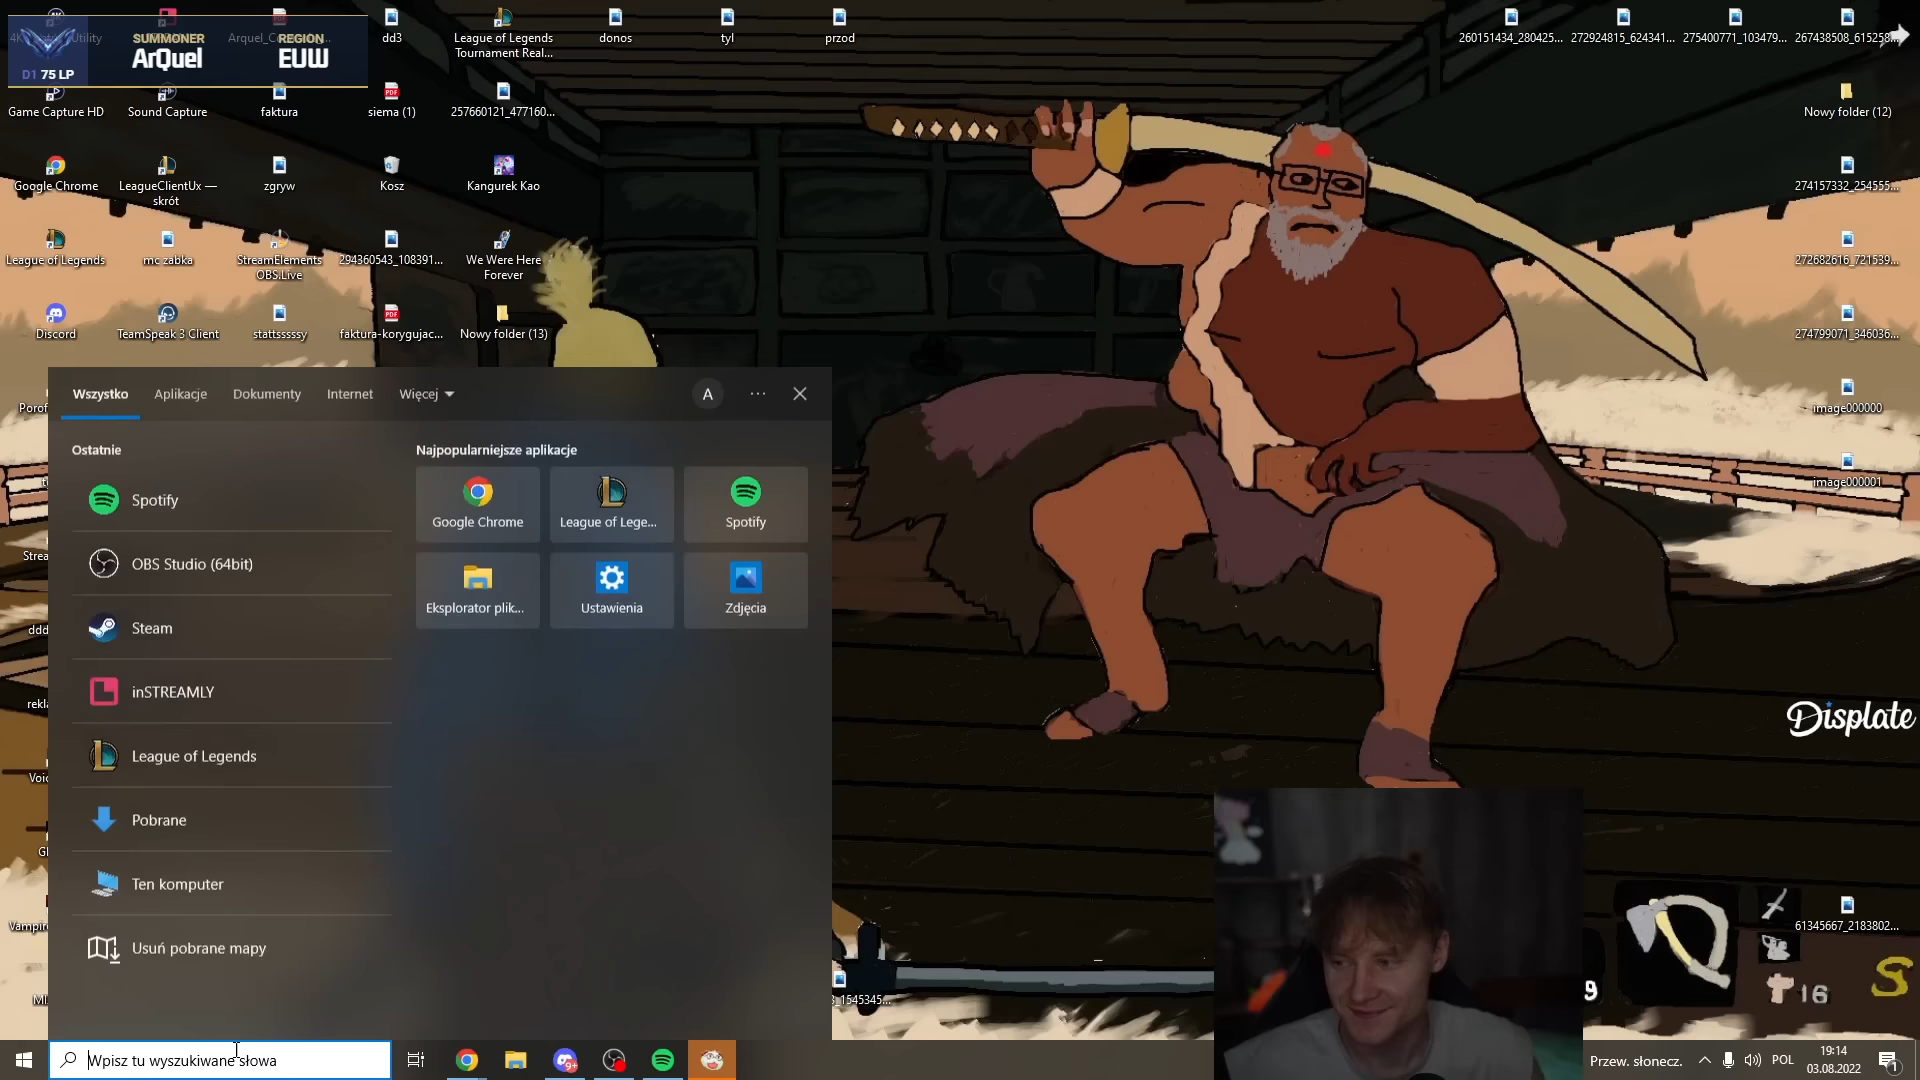 SUMMONER
ArQuel
REGION
EUW
D1 75 LP
dd3
League of Legends
Tournament Real...
donos
tyl
przod
260151434_280425...
272924815_624341...
275400771_103479...
267438508_615258...
Game Capture HD
Sound Capture
faktura
siema (1)
257660121_477160...
Nowy folder (12)
Google Chrome
LeagueClientUx —
skrót
zgryw
Kosz
Kangurek Kao
274157332_254555...
League of Legends
mc zabka
StreamElements
OBS.Live
294360543_108391...
We Were Here
Forever
272682616_721539...
Discord
TeamSpeak 3 Client
stattsssssy
faktura-korygujac...
Nowy folder (13)
274799071_346036...
image000000
image000001
Wszystko
Aplikacje
Dokumenty
Internet
Więcej
A
Ostatnie
Spotify
OBS Studio (64bit)
Steam
inSTREAMLY
League of Legends
Pobrane
Ten komputer
Usuń pobrane mapy
Najpopularniejsze aplikacje
Google Chrome
League of Lege...
Spotify
Eksplorator plik...
Ustawienia
Zdjęcia
Displate
61345667_2183802...
16
S
9
Wpisz tu wyszukiwane słowa
9+
Przew. słonecz.
POL
19:14
03.08.2022
1